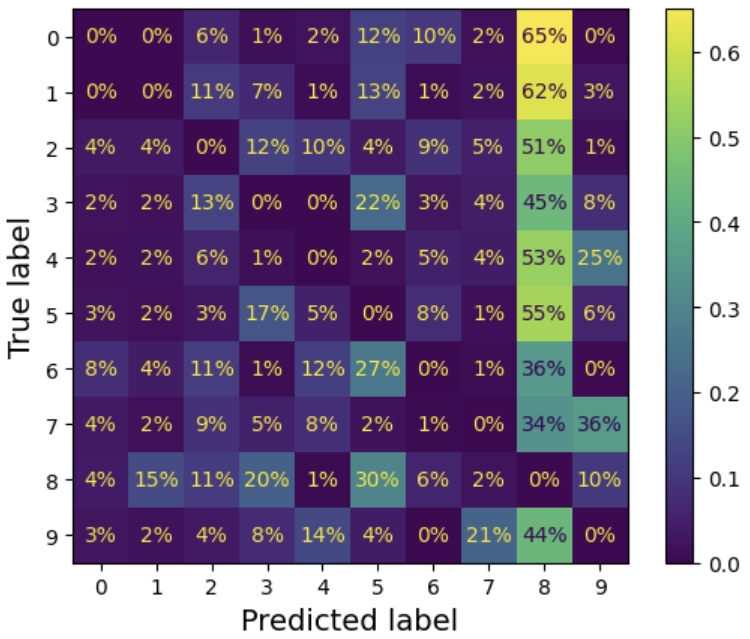 0 0% 0% 6% 1% 2% 12% 10% 2% 65% 0%
1 0% 0% 11% 7% 1% 13% 1% 2% 62% 3%
2 4% 4% 0% 12% 10% 4% 9% 5% 51% 1%
3 2% 2% 13% 0% 0% 22% 3% 4% 45% 8%
4 2% 2% 6% 1% 0% 2% 5% 4% 53% 25%
5 3% 2% 3% 17% 5% 0% 8% 1% 55% 6%
6 8% 4% 11% 1% 12% 27% 0% 1% 36% 0%
7 4% 2% 9% 5% 8% 2% 1% 0% 34% 36%
8 4% 15% 11% 20% 1% 30% 6% 2% 0% 10%
9 3% 2% 4% 8% 14% 4% 0% 21% 44% 0%
0 1 2 3 4 5 6 7 8 9
Predicted label
True label
0.6
0.5
0.4
0.3
0.2
0.1
0.0